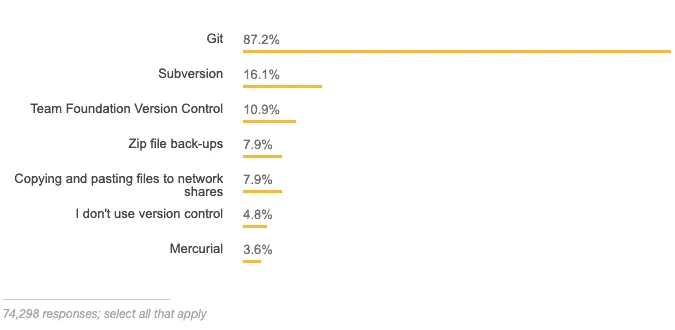 Git 87.2%
Subversion 16.1%
Team Foundation Version Control 10.9%
Zip file back-ups 7.9%
Copying and pasting files to network 7.9%
shares
I don't use version control 4.8%
Mercurial 3.6%
74,298 responses; select all that apply